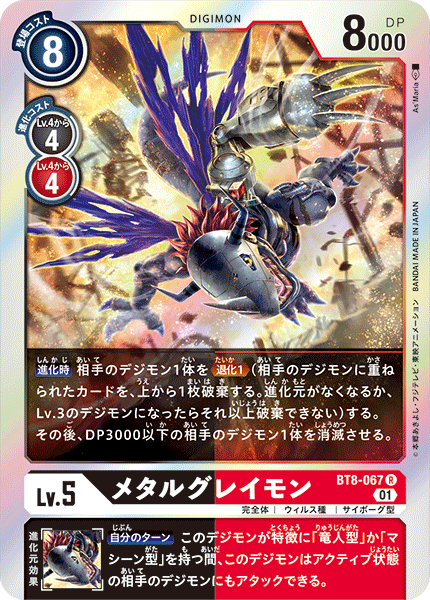 DIGIMON
登場コスト
8
DP
8000
進化コスト
Lv.4から
4
Lv.4から
4
As'Maria
BANDAI MADE IN JAPAN
©本郷あきよし・フジテレビ・東映アニメーション
進化時 相手のデジモン1体を 退化1 (相手のデジモンに重ね
られたカードを、上から1枚破棄する。進化元がなくなるか、
Lv.3のデジモンになったらそれ以上破棄できない)する。
その後、DP3000以下の相手のデジモン1体を消滅させる。
Lv.5
メタルグレイモン
BT8-067 R
01
完全体 | ウィルス種 | サイボーグ型
進化元効果
自分のターン このデジモンが特徴に「竜人型」か「マ
シーン型」を持つ間、このデジモンはアクティブ状態
の相手のデジモンにもアタックできる。